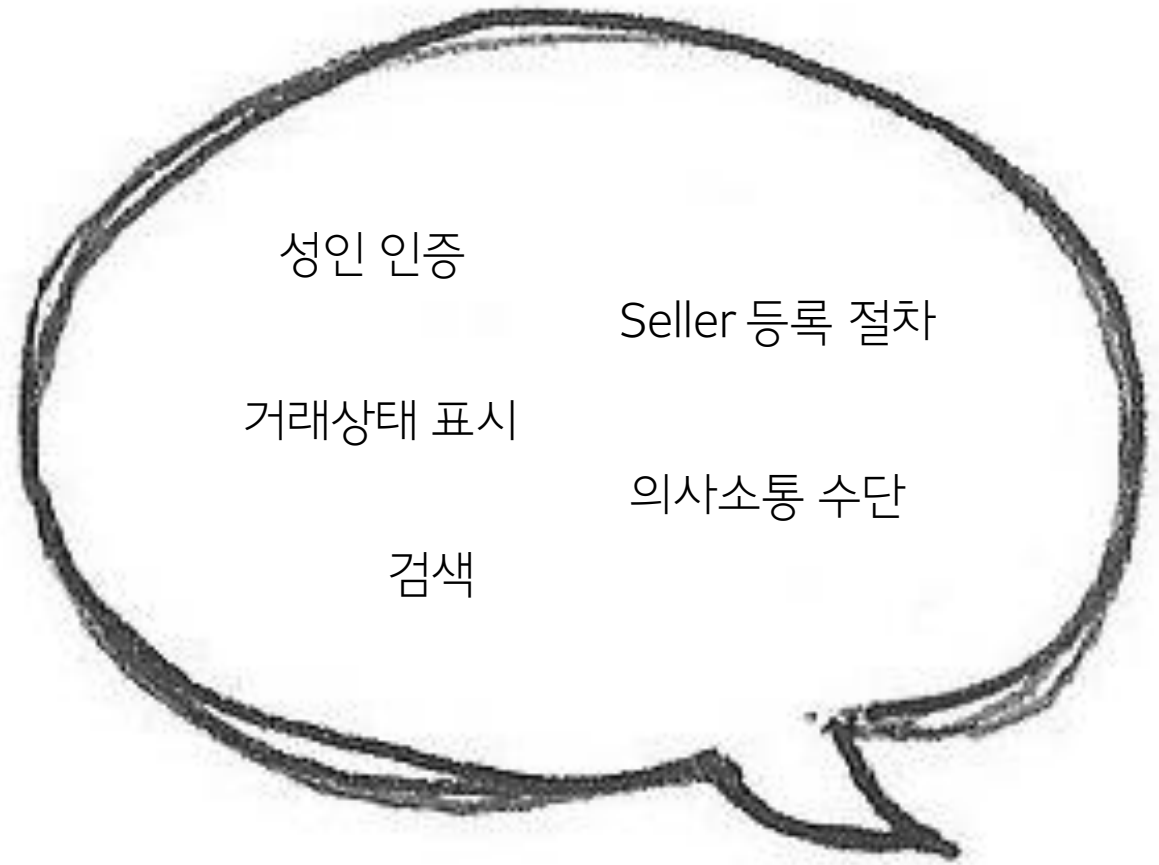 성인 인증
Seller 등록 절차
거래상태 표시
의사소통 수단
검색